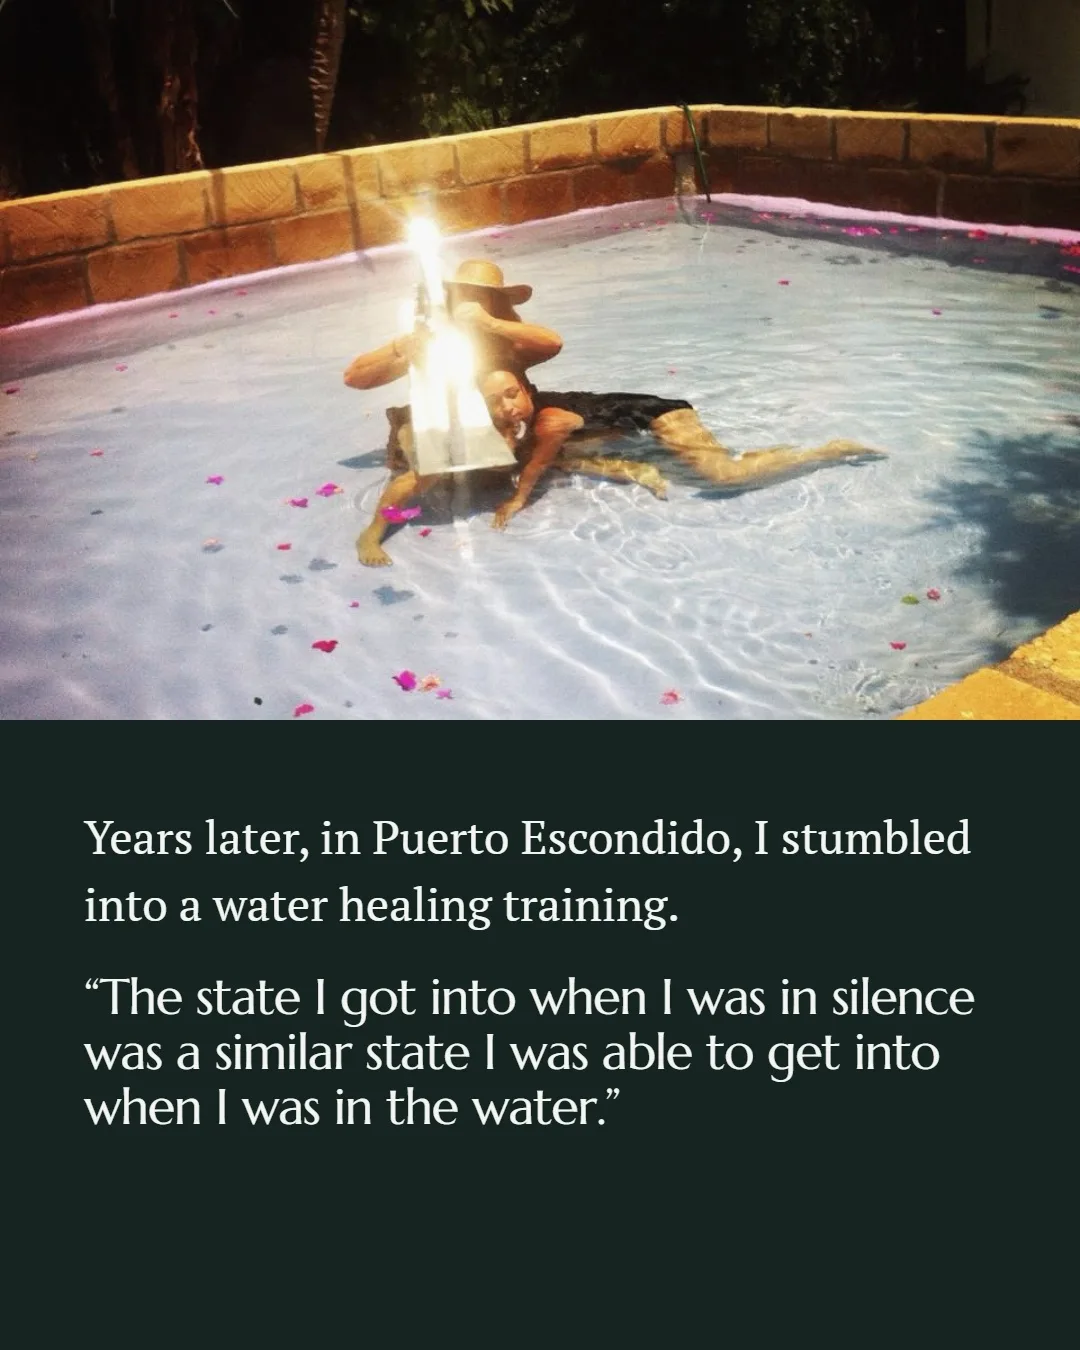 Years later, in Puerto Escondido, I stumbled
into a water healing training.
“The state I got into when I was in silence
was a similar state I was able to get into
when I was in the water.”